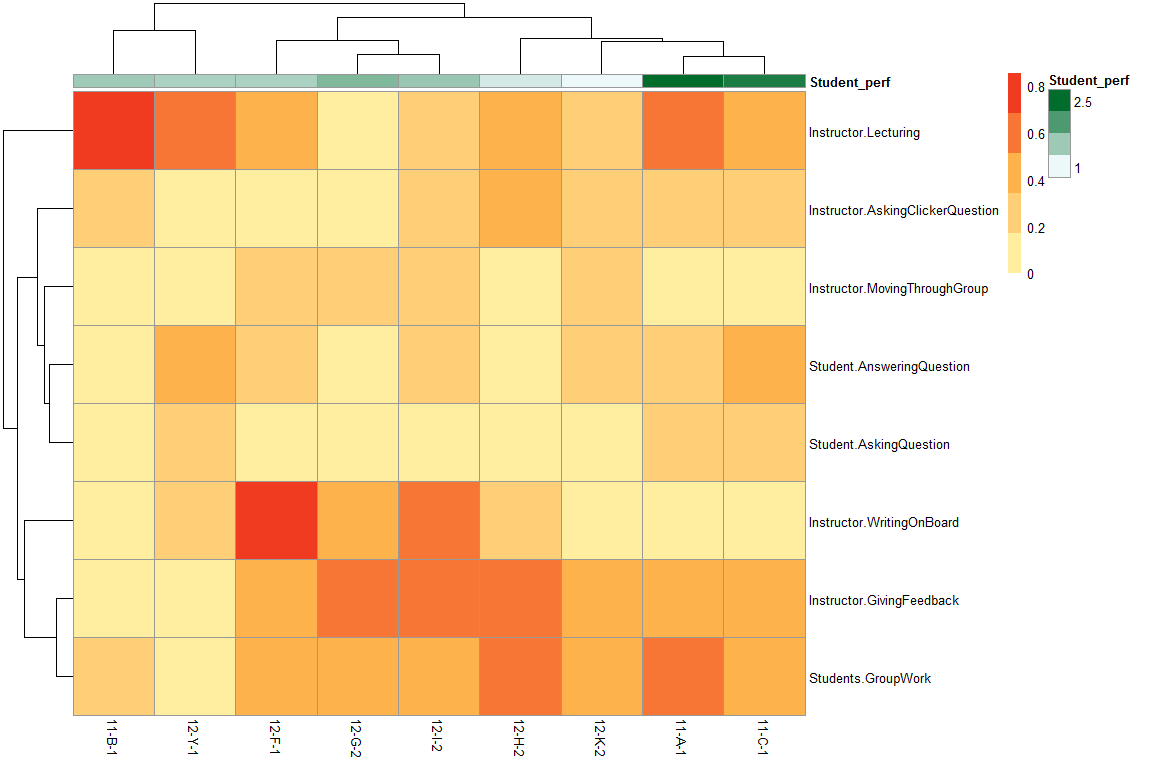 Student_perf
Instructor.Lecturing
Instructor.AskingClickerQuestion
Instructor.MovingThroughGroup
Student.AnsweringQuestion
Student.AskingQuestion
Instructor.WritingOnBoard
Instructor.GivingFeedback
Students.GroupWork
11-B-1
12-Y-1
12-F-1
12-G-2
12-I-2
12-H-2
12-K-2
11-A-1
11-C-1
0.8
0.6
0.4
0.2
0
Student_perf
2.5
1